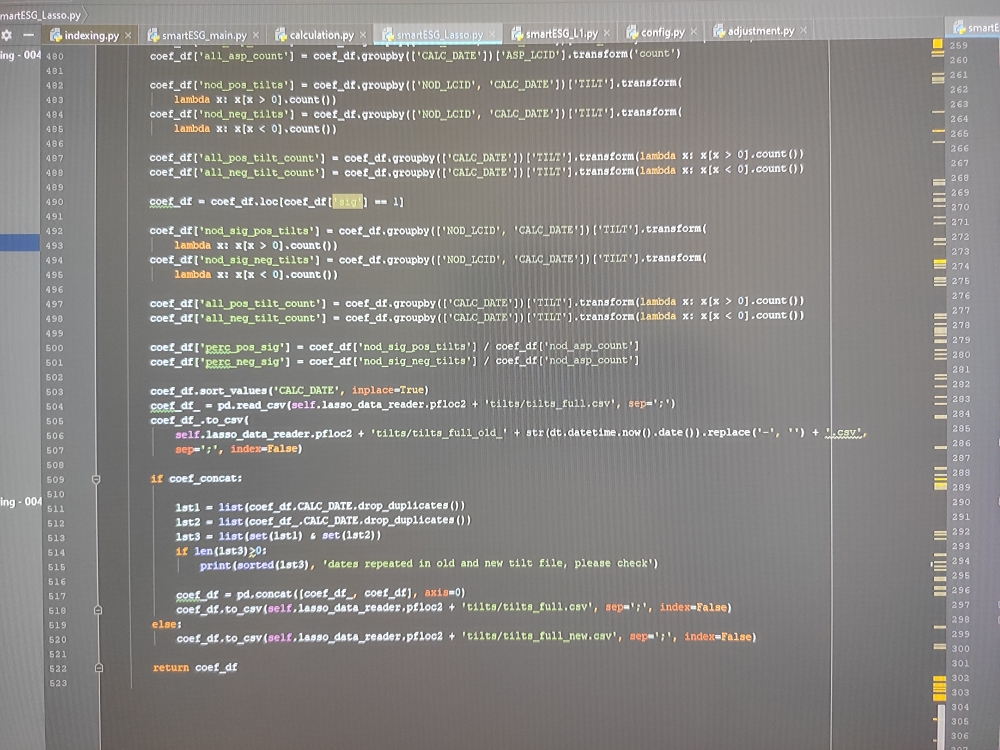 martESG_Lasso.py
indexing.py × smartESG_main.py × calculation.py × smartESG_Lasso.py × smartESG_L1.py × config.py × adjustment.py × smartE
ing - 004
480 coef_df['all_asp_count'] = coef_df.groupby(['CALC_DATE'])['ASP_LCID'].transform('count')
481
482 coef_df['nod_pos_tilts'] = coef_df.groupby(['NOD_LCID', 'CALC_DATE'])['TILT'].transform(
483 lambda x: x[x > 0].count())
484 coef_df['nod_neg_tilts'] = coef_df.groupby(['NOD_LCID', 'CALC_DATE'])['TILT'].transform(
485 lambda x: x[x < 0].count())
486
487 coef_df['all_pos_tilt_count'] = coef_df.groupby(['CALC_DATE'])['TILT'].transform(lambda x: x[x > 0].count())
488 coef_df['all_neg_tilt_count'] = coef_df.groupby(['CALC_DATE'])['TILT'].transform(lambda x: x[x < 0].count())
489
490 coef_df = coef_df.loc[coef_df['sig'] == 1]
491
492 coef_df['nod_sig_pos_tilts'] = coef_df.groupby(['NOD_LCID', 'CALC_DATE'])['TILT'].transform(
493 lambda x: x[x > 0].count())
494 coef_df['nod_sig_neg_tilts'] = coef_df.groupby(['NOD_LCID', 'CALC_DATE'])['TILT'].transform(
495 lambda x: x[x < 0].count())
496
497 coef_df['all_pos_tilt_count'] = coef_df.groupby(['CALC_DATE'])['TILT'].transform(lambda x: x[x > 0].count())
498 coef_df['all_neg_tilt_count'] = coef_df.groupby(['CALC_DATE'])['TILT'].transform(lambda x: x[x < 0].count())
499
500 coef_df['perc_pos_sig'] = coef_df['nod_sig_pos_tilts'] / coef_df['nod_asp_count']
501 coef_df['perc_neg_sig'] = coef_df['nod_sig_neg_tilts'] / coef_df['nod_asp_count']
502
503 coef_df.sort_values('CALC_DATE', inplace=True)
504 coef_df_ = pd.read_csv(self.lasso_data_reader.pfloc2 + 'tilts/tilts_full.csv', sep=';')
505 coef_df_.to_csv(
506 self.lasso_data_reader.pfloc2 + 'tilts/tilts_full_old_' + str(dt.datetime.now().date()).replace('-', '') + '.csv',
507 sep=';', index=False)
508
509 if coef_concat:
510
ing - 004
511 lst1 = list(coef_df.CALC_DATE.drop_duplicates())
512 lst2 = list(coef_df_.CALC_DATE.drop_duplicates())
513 lst3 = list(set(lst1) & set(lst2))
514 if len(lst3)>0:
515 print(sorted(lst3), 'dates repeated in old and new tilt file, please check')
516
517 coef_df = pd.concat([coef_df_, coef_df], axis=0)
518 coef_df.to_csv(self.lasso_data_reader.pfloc2 + 'tilts/tilts_full.csv', sep=';', index=False)
519 else:
520 coef_df.to_csv(self.lasso_data_reader.pfloc2 + 'tilts/tilts_full_new.csv', sep=';', index=False)
521
522 return coef_df
523
259
260
261
262
263
264
265
266
267
268
269
270
271
272
273
274
275
276
277
278
279
280
281
282
283
284
285
286
287
288
289
290
291
292
293
294
295
296
297
298
299
300
301
302
303
304
305
306